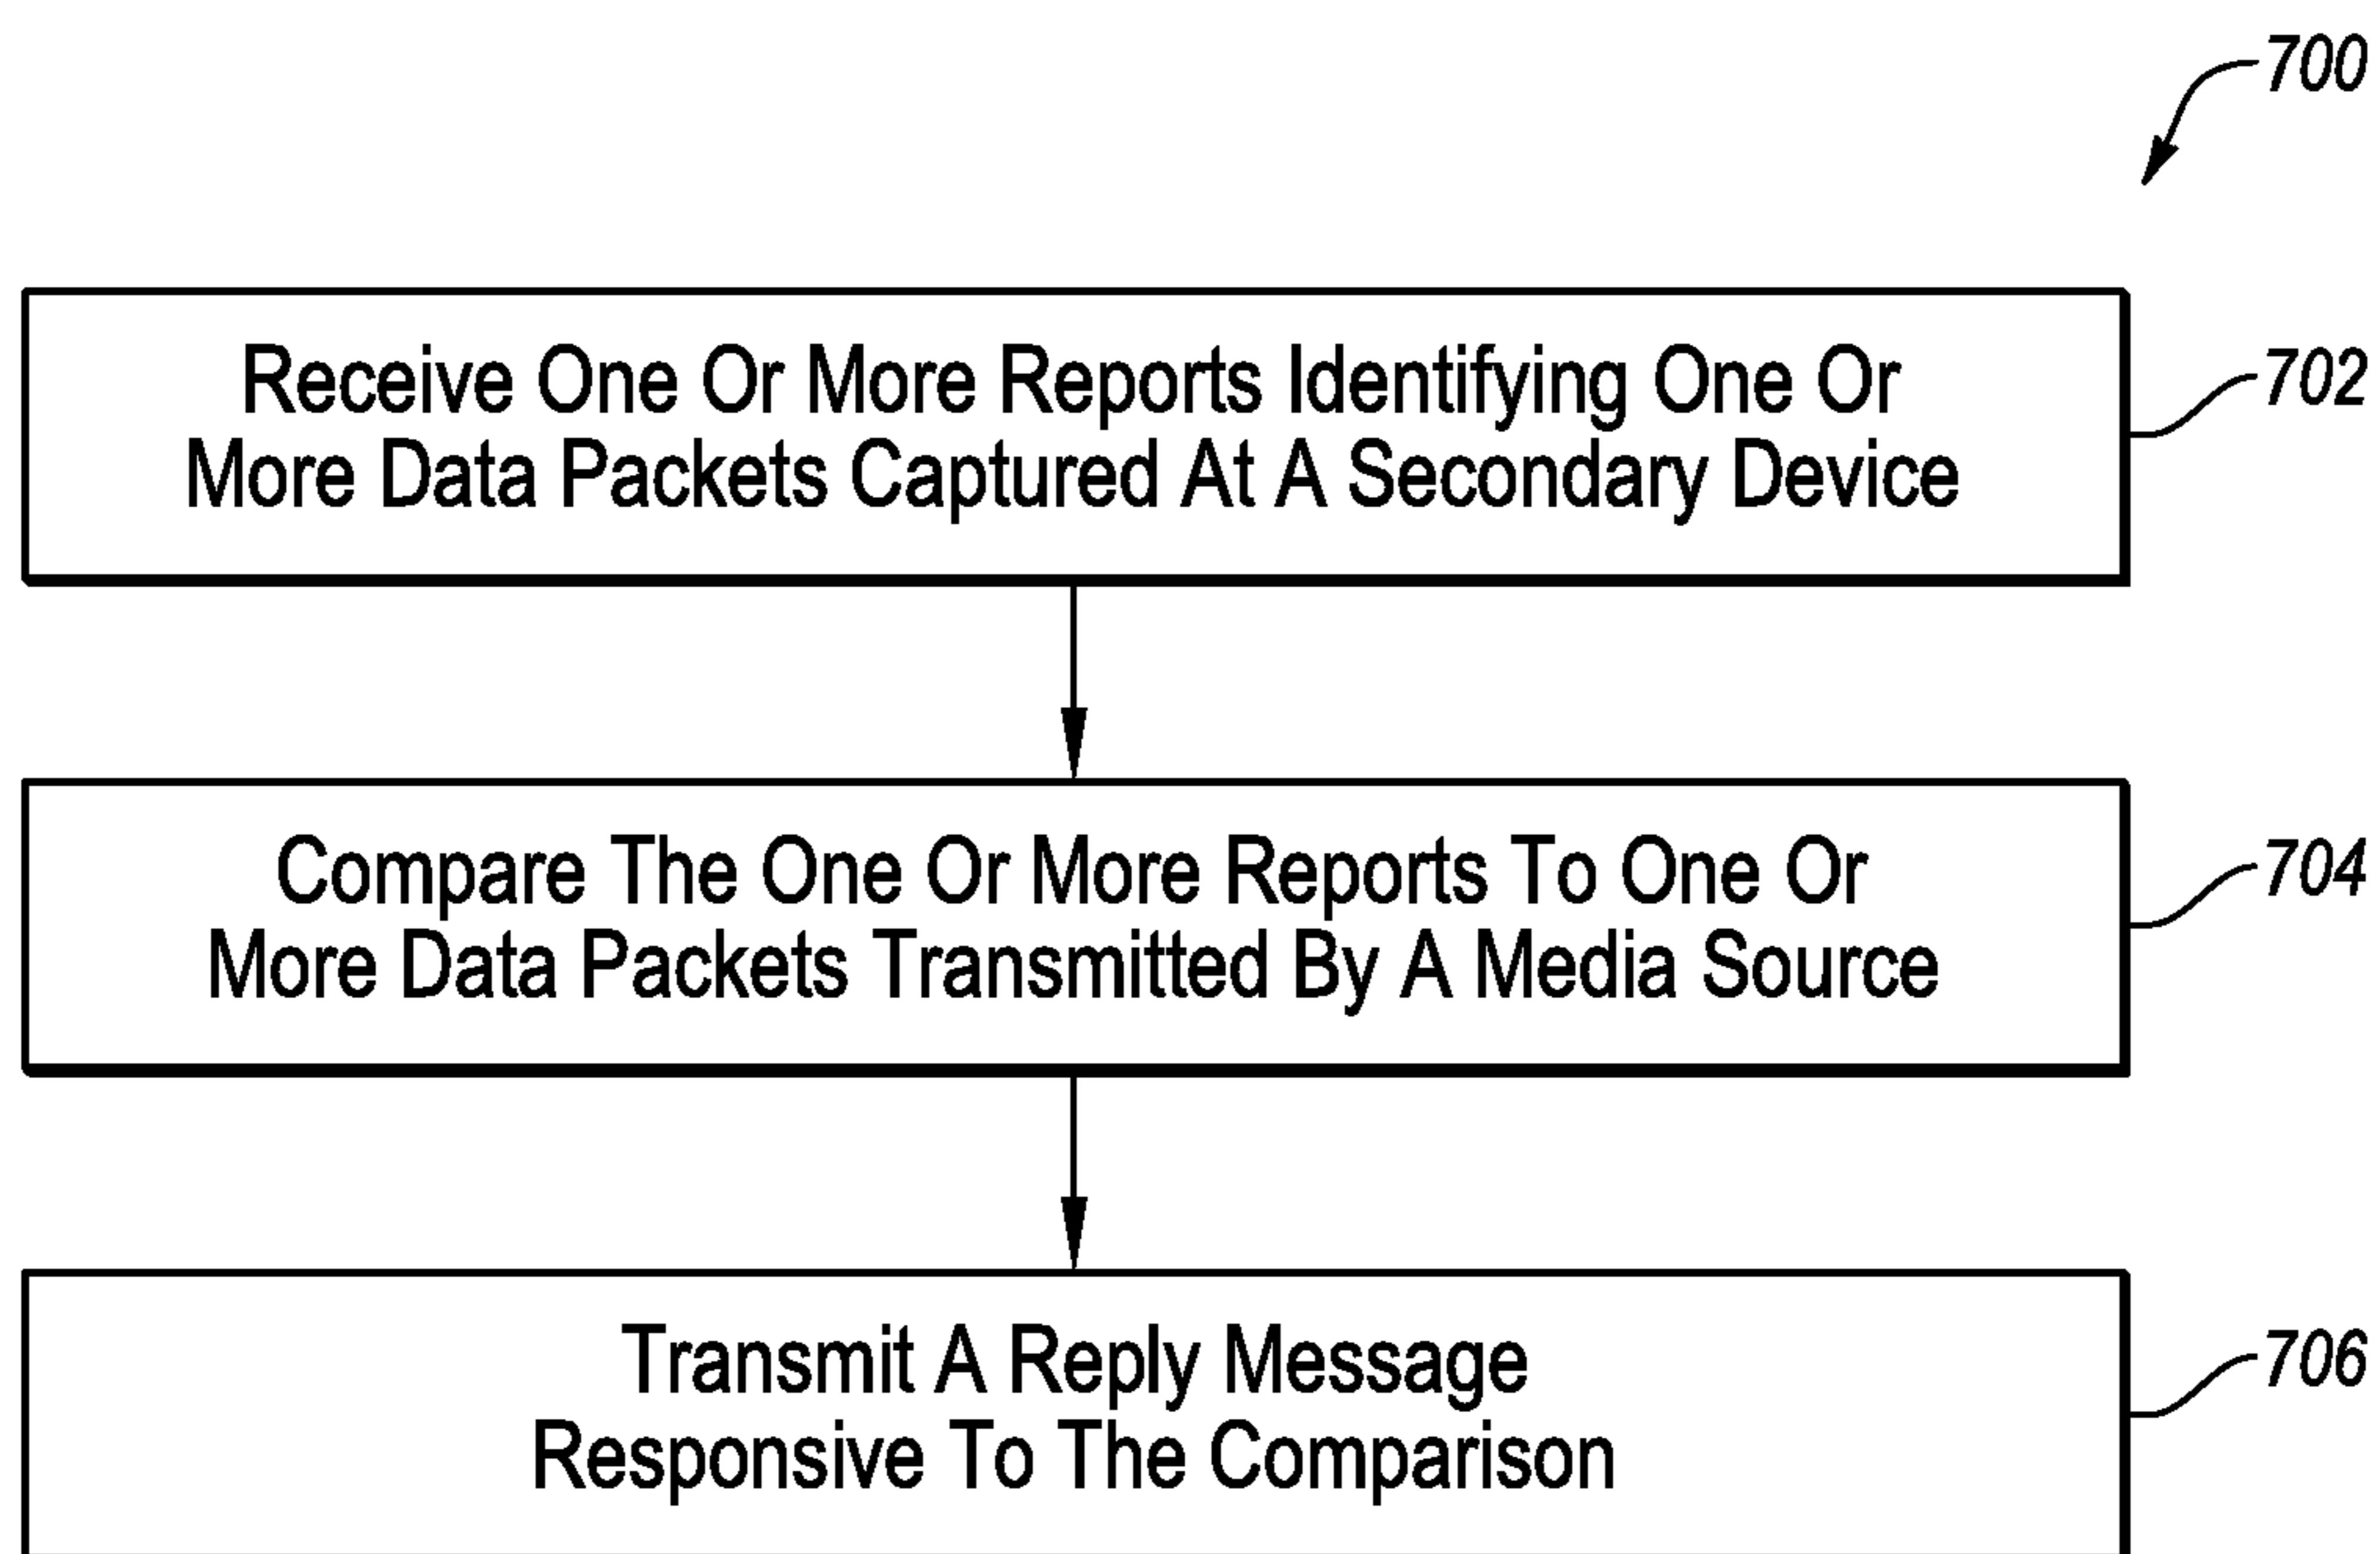 700
Receive One Or More Reports Identifying One Or
More Data Packets Captured At A Secondary Device
702
Compare The One Or More Reports To One Or
More Data Packets Transmitted By A Media Source
704
Transmit A Reply Message
Responsive To The Comparison
706